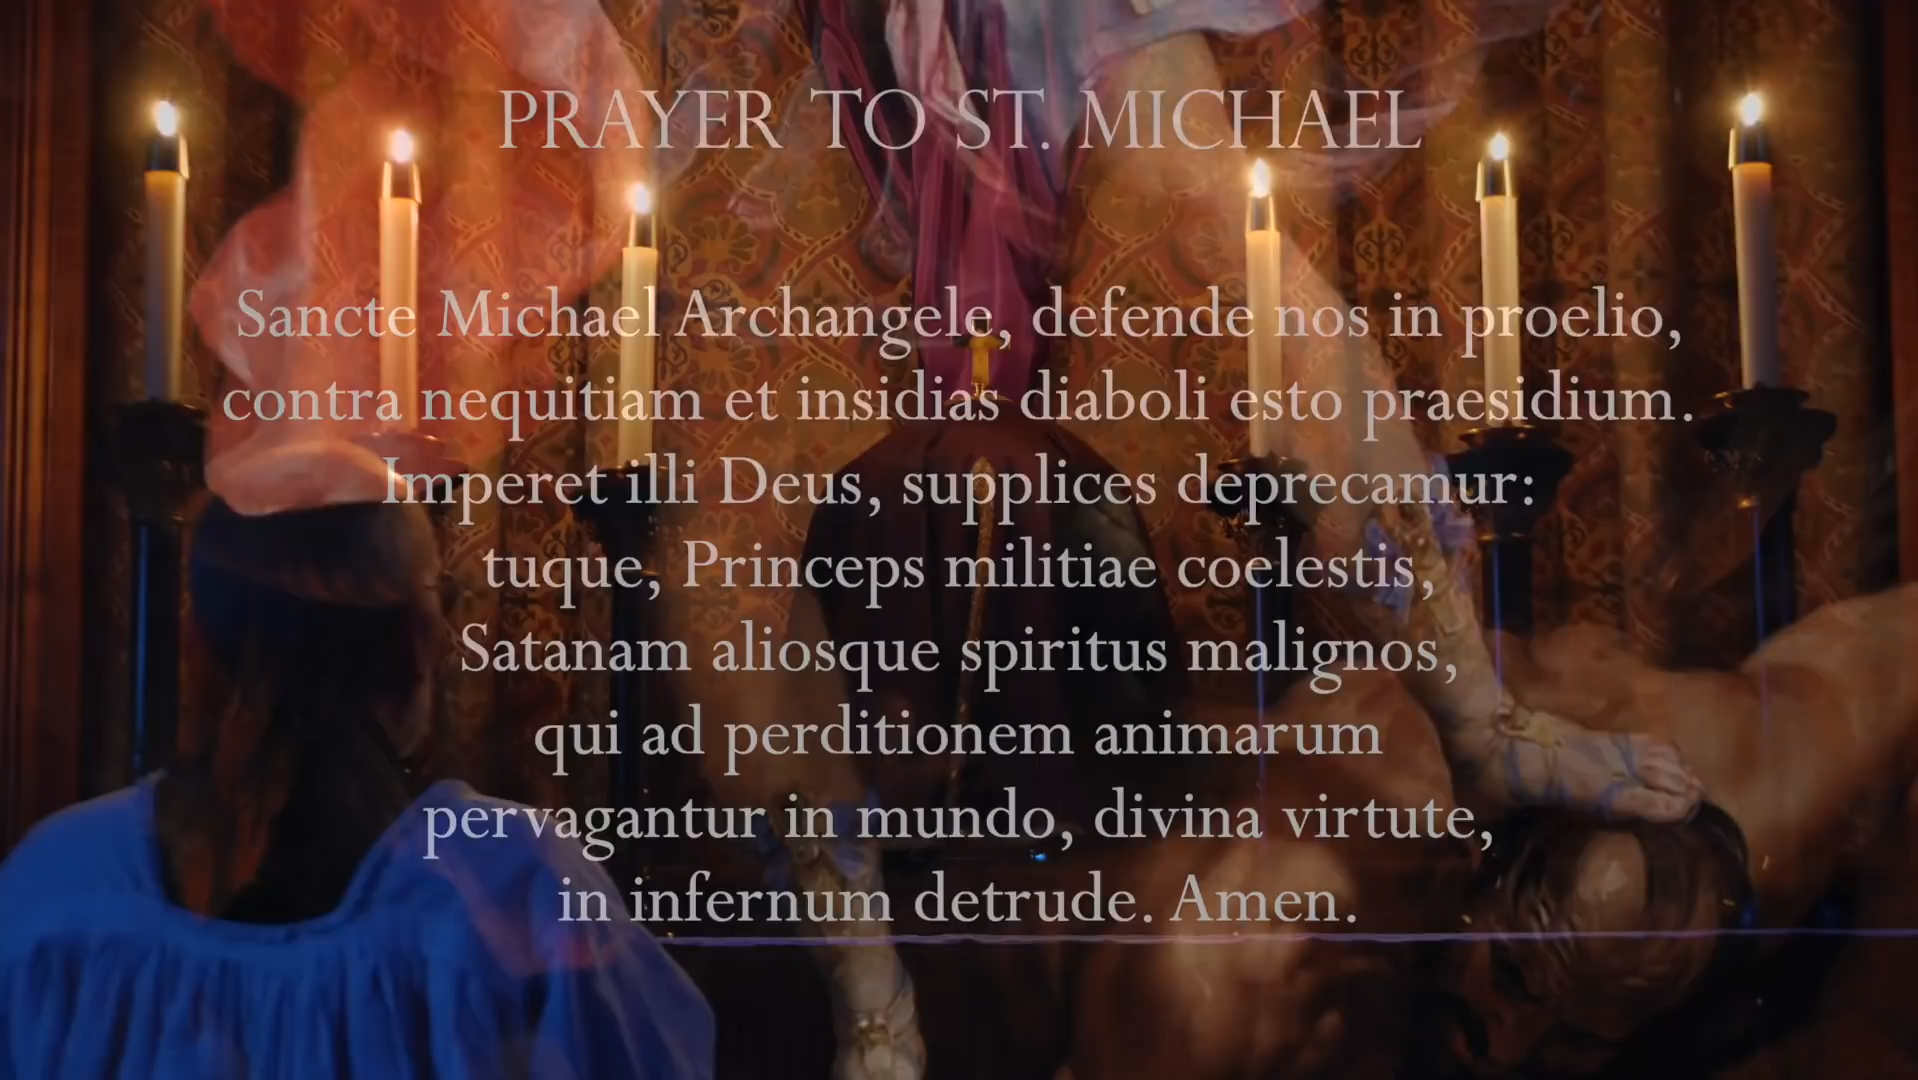 PRAYER TO ST. MICHAEL
Sancte Michael Archangele, defende nos in proelio,
contra nequitiam et insidias diaboli esto praesidium.
Imperet illi Deus, supplices deprecamur:
tuque, Princeps militiae coelestis,
Satanam aliosque spiritus malignos,
qui ad perditionem animarum
pervagantur in mundo, divina virtute,
in infernum detrude. Amen.